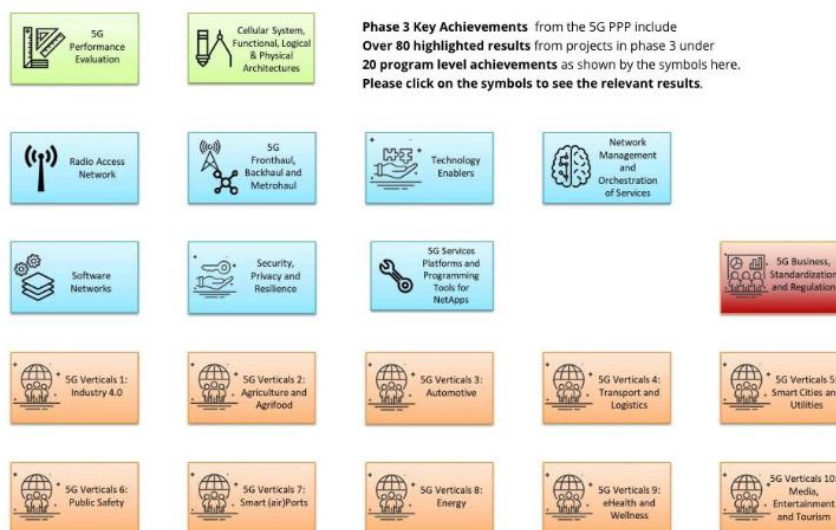 5G
Performance
Evaluation
Cellular System,
Functional, Logical
& Physical
Architectures
Phase 3 Key Achievements from the 5G PPP include
Over 80 highlighted results from projects in phase 3 under
20 program level achievements as shown by the symbols here.
Please click on the symbols to see the relevant results.
Radio Access
Network
5G
Fronthaul,
Backhaul and
Metrohaul
Technology
Enablers
Network
Management
and
Orchestration
of Services
Software
Networks
Security,
Privacy and
Resilience
5G Services
Platforms and
Programming
Tools for
NetApps
5G Business,
Standardization
and Regulation
5G Verticals 1:
Industry 4.0
5G Verticals 2:
Agriculture and
Agrifood
5G Verticals 3:
Automotive
5G Verticals 4:
Transport and
Logistics
5G Verticals 5
Smart Cities an
Utilities
5G Verticals 6:
Public Safety
5G Verticals 7:
Smart (air)Ports
5G Verticals 8:
Energy
5G Verticals 9:
eHealth and
Wellness
5G Verticals 10
Media,
Entertainment
and Tourism